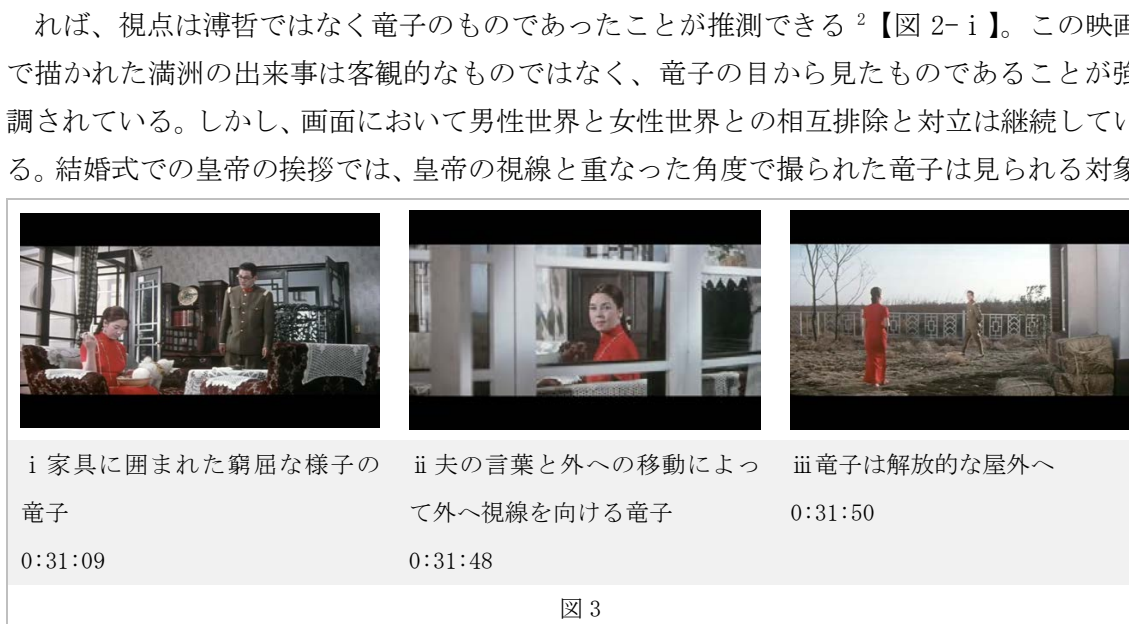 れば、視点は溥哲ではなく竜子のものであったことが推測できる 2【図 2-ⅰ】。この映画
で描かれた満洲の出来事は客観的なものではなく、竜子の目から見たものであることが強
調されている。しかし、画面において男性世界と女性世界との相互排除と対立は継続してい
る。結婚式での皇帝の挨拶では、皇帝の視線と重なった角度で撮られた竜子は見られる対象
ⅰ家具に囲まれた窮屈な様子の
竜子
0:31:09
ⅱ夫の言葉と外への移動によっ
て外へ視線を向ける竜子
0:31:48
ⅲ竜子は解放的な屋外へ
0:31:50
図 3